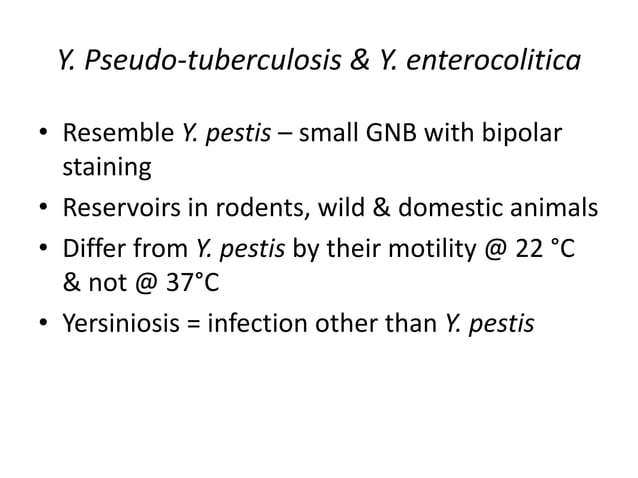 Y. Pseudo-tuberculosis & Y. enterocolitica
• Resemble Y. pestis – small GNB with bipolar
staining
• Reservoirs in rodents, wild & domestic animals
• Differ from Y. pestis by their motility @ 22 °C
& not @ 37°C
• Yersiniosis = infection other than Y. pestis